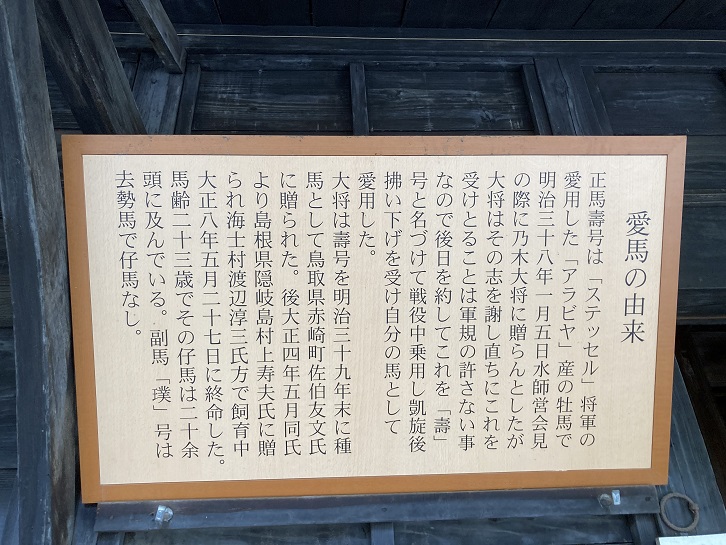 愛馬の由来
正馬壽号は「ステッセル」将軍の
愛用した「アラビヤ」産の牡馬で
明治三十八年一月五日水師営会見
の際に乃木大将に贈らんとしたが
大将はその志を謝し直ちにこれを
受けとることは軍規の許さない事
なので後日を約してこれを「壽」
号と名づけて戦役中乗用し凱旋後
拂い下げを受け自分の馬として
愛用した。
大将は壽号を明治三十九年末に種
馬として鳥取県赤崎町佐伯友文氏
に贈られた。後大正四年五月同氏
より島根県隠岐島村上寿夫氏に贈
られ海士村渡辺淳三氏方で飼育中
大正八年五月二十七日に終命した。
馬齢二十三歳でその仔馬は二十余
頭に及んでいる。副馬「璞」号は
去勢馬で仔馬なし。